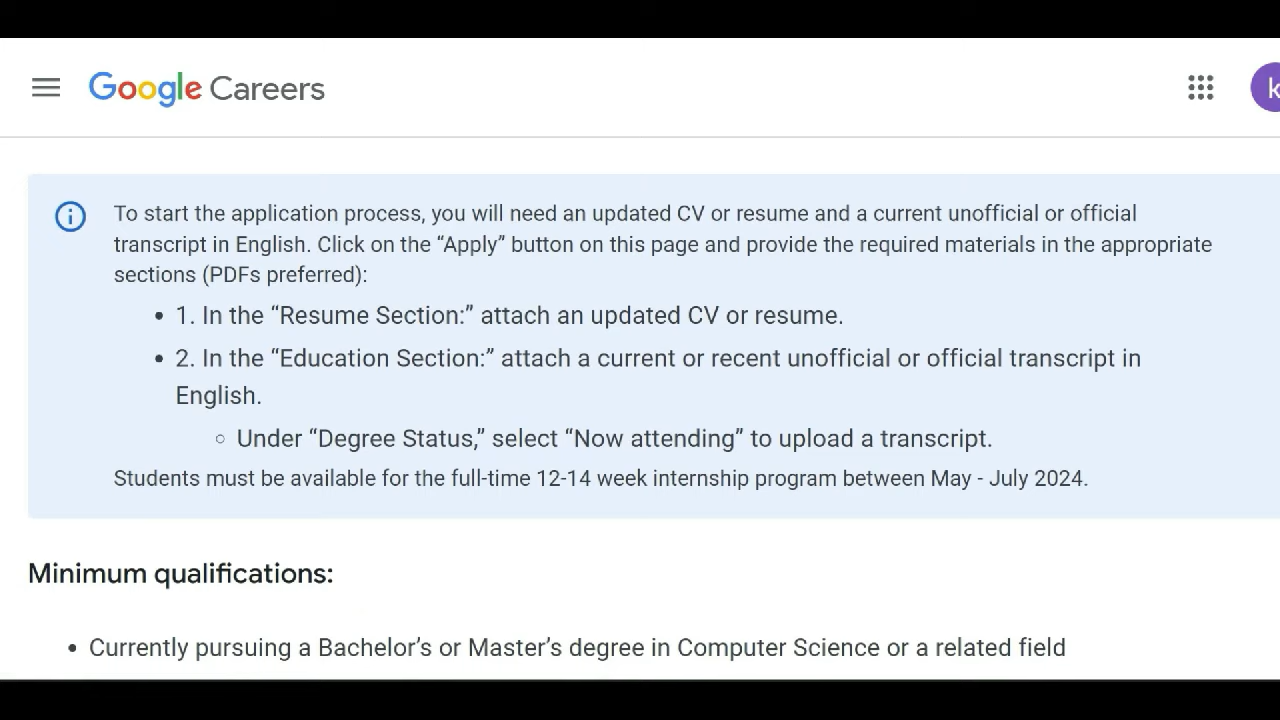 Google Careers
k
To start the application process, you will need an updated CV or resume and a current unofficial or official
transcript in English. Click on the “Apply” button on this page and provide the required materials in the appropriate
sections (PDFs preferred):
• 1. In the “Resume Section:” attach an updated CV or resume.
• 2. In the “Education Section:” attach a current or recent unofficial or official transcript in
English.
○ Under “Degree Status,” select “Now attending” to upload a transcript.
Students must be available for the full-time 12-14 week internship program between May - July 2024.
Minimum qualifications:
• Currently pursuing a Bachelor’s or Master’s degree in Computer Science or a related field